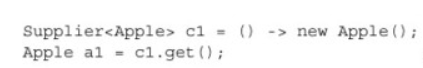 Supplier<Apple> c1 = () -> new Apple();
Apple a1 = c1.get();